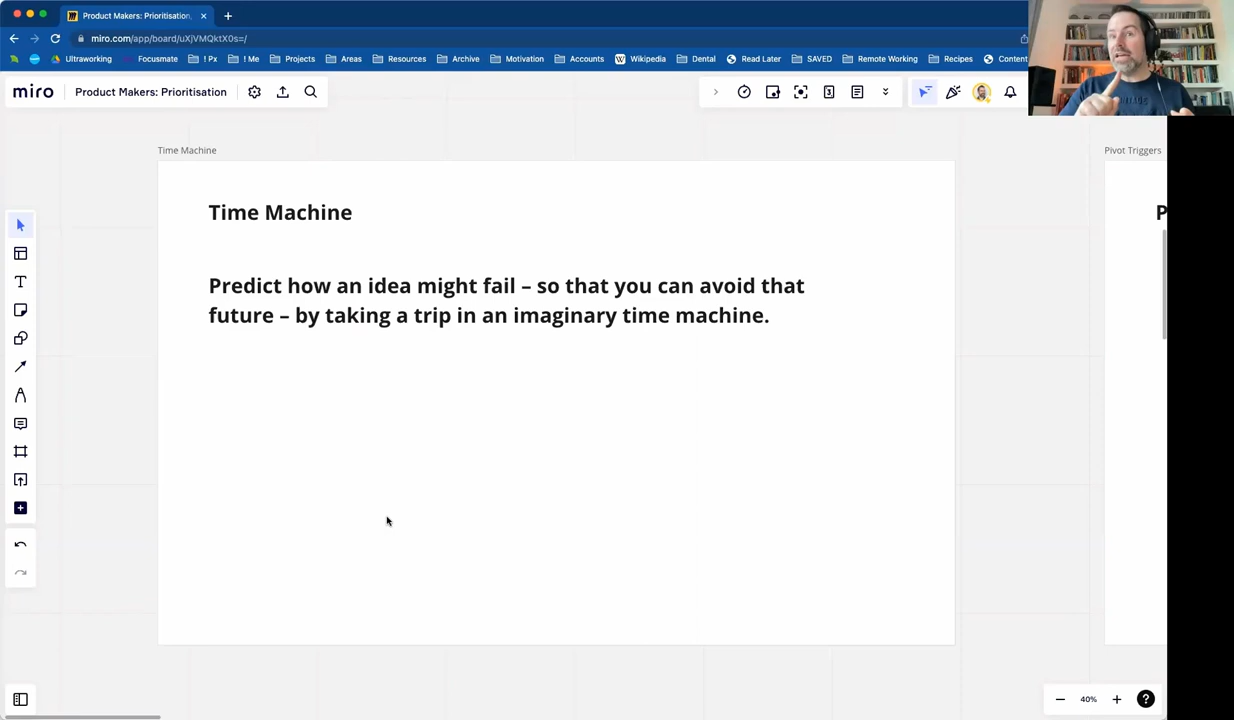 Product Makers: Prioritisation,
miro.com/app/board/uXjVMQktX0s=/
Ultraworking
Focusmate
! Px
! Me
Projects
Areas
Resources
Archive
Motivation
Accounts
Wikipedia
Dental
Read Later
SAVED
Remote Working
Recipes
Content
miro
Product Makers: Prioritisation
3
Time Machine
Pivot Triggers
Time Machine
P
Predict how an idea might fail – so that you can avoid that
future – by taking a trip in an imaginary time machine.
40%
?